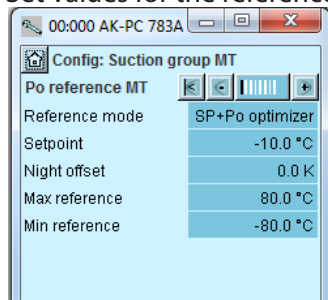 Set values for the reference
00:000 AK-PC 783A
Config: Suction group MT
Po reference MT
Reference mode SP+Po optimizer
Setpoint -10.0 °C
Night offset 0.0 K
Max reference 80.0 °C
Min reference -80.0 °C